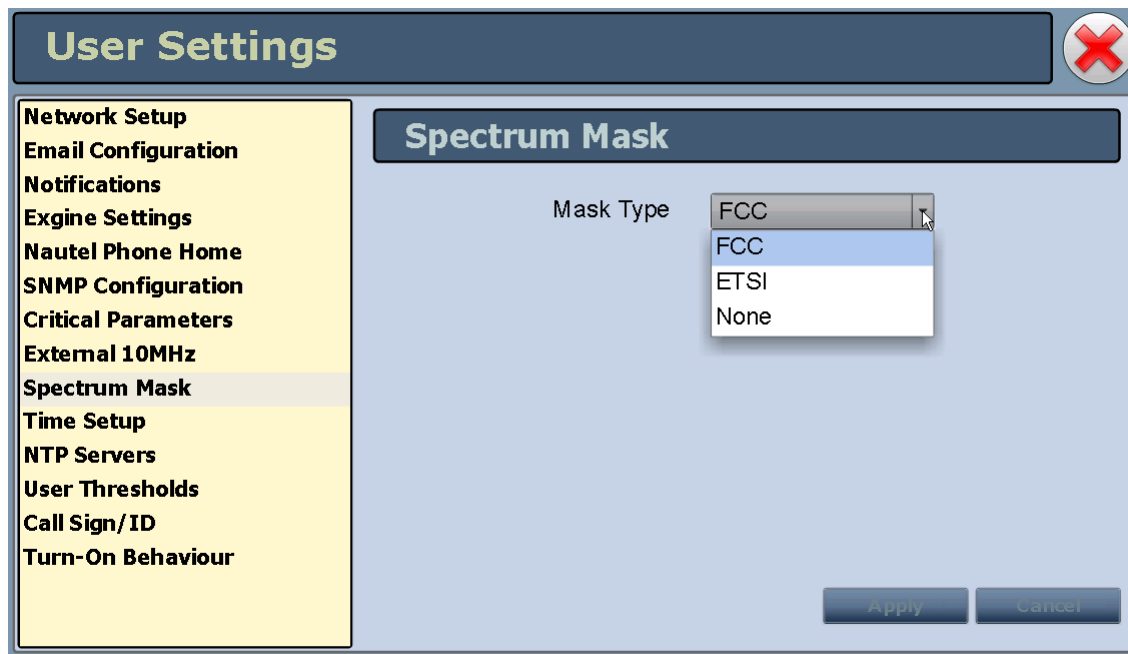 User Settings
Network Setup
Email Configuration
Notifications
Exgine Settings
Nautel Phone Home
SNMP Configuration
Critical Parameters
External 10MHz
Spectrum Mask
Time Setup
NTP Servers
User Thresholds
Call Sign/ID
Turn-On Behaviour
Spectrum Mask
Mask Type FCC
FCC
ETSI
None
Apply Cancel